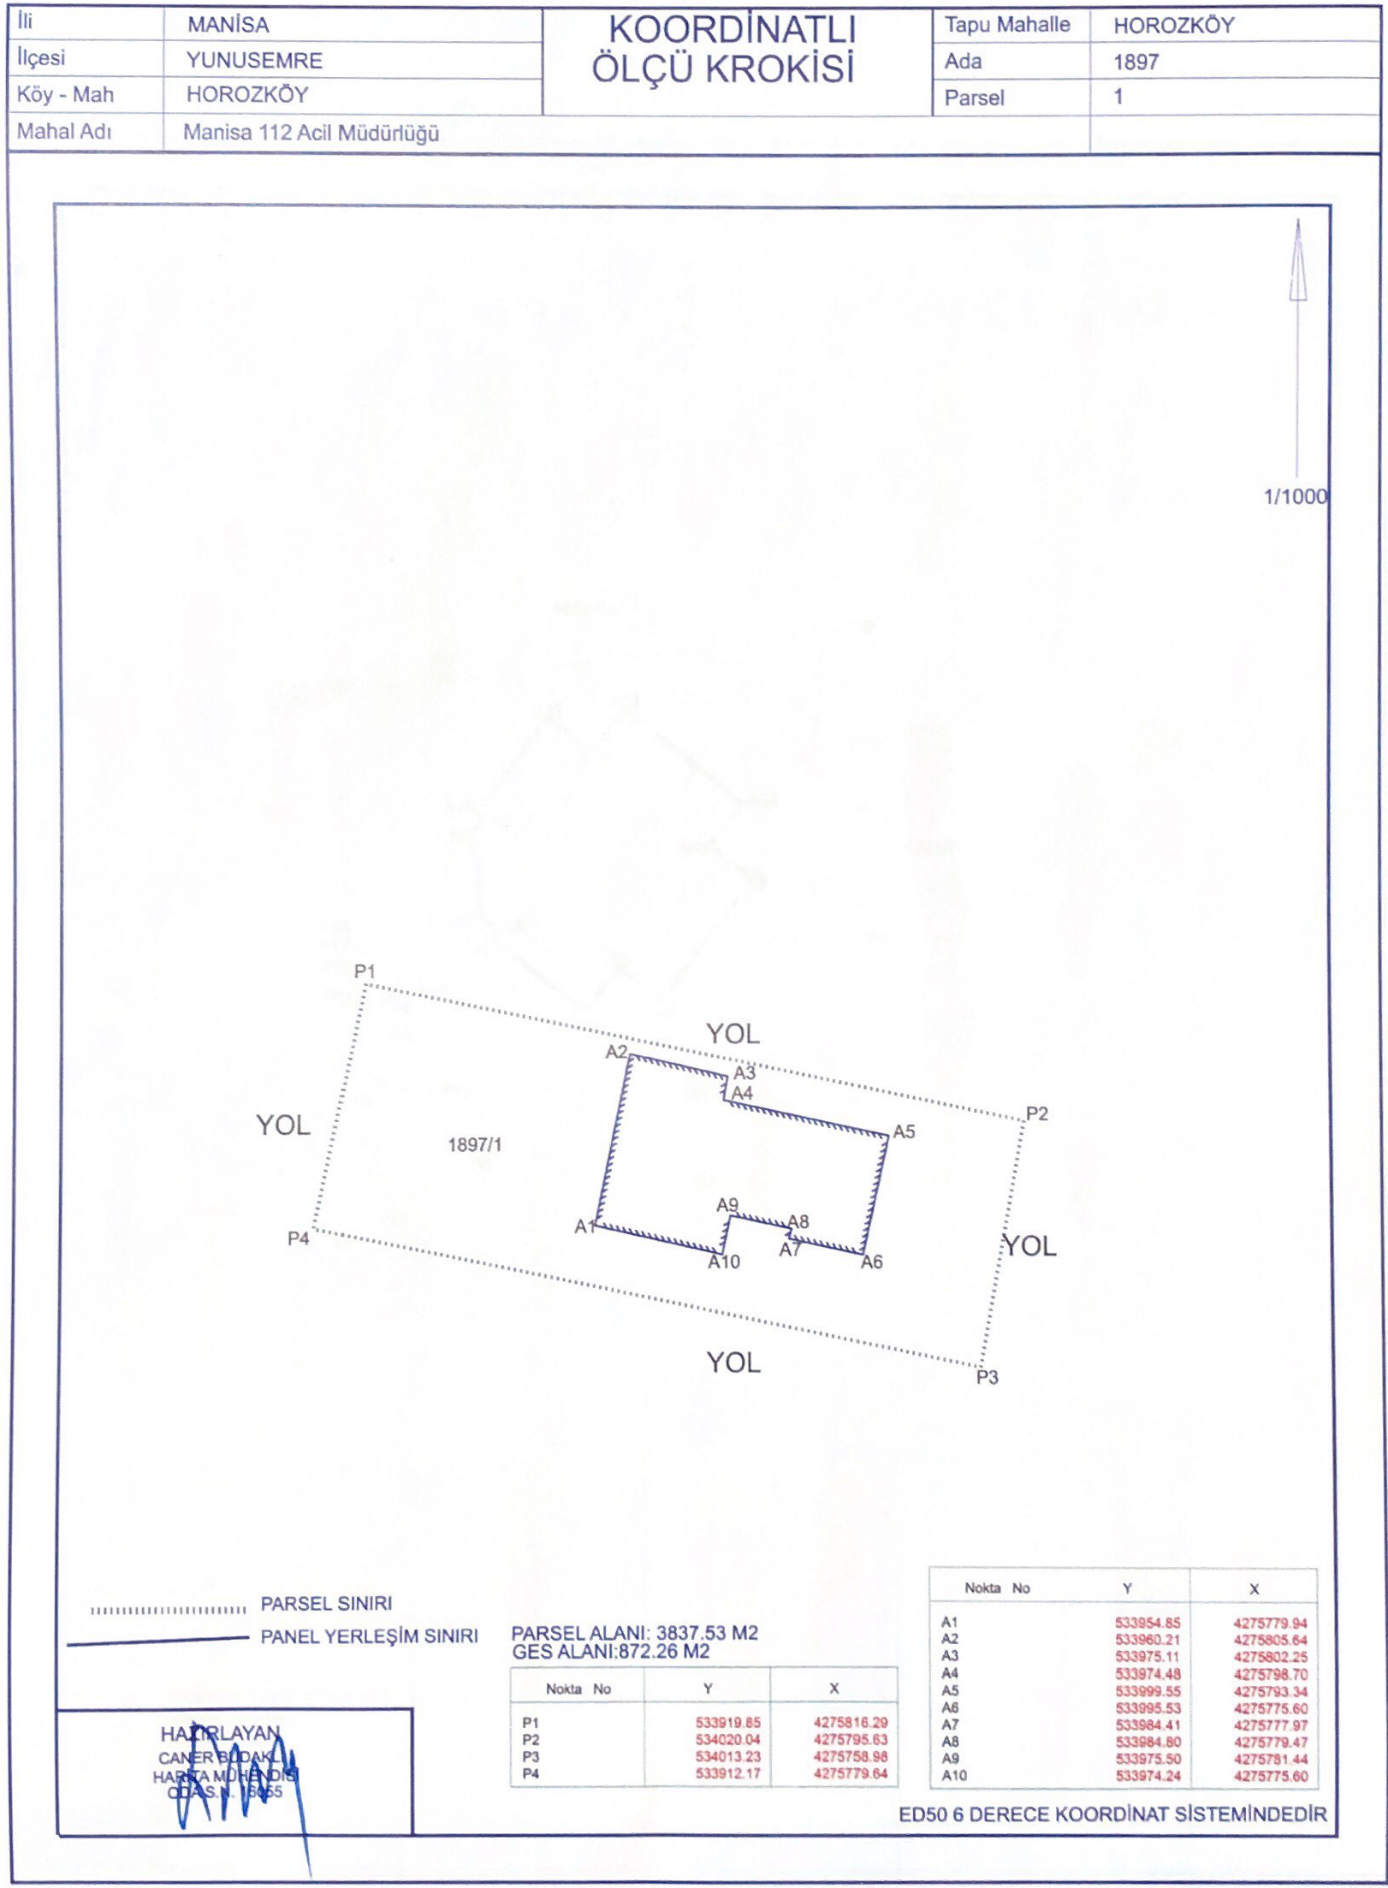 İli MANİSA
İlçesi YUNUSEMRE
Köy - Mah HOROZKÖY
Mahal Adı Manisa 112 Acil Müdürlüğü
KOORDİNATLI
ÖLÇÜ KROKİSİ
Tapu Mahalle HOROZKÖY
Ada 1897
Parsel 1
1/1000
P1
YOL
A2
A3
A4
P2
YOL
A5
1897/1
A9
A8
A1
P4
A7
YOL
A10
A6
YOL
P3
PARSEL SINIRI
PANEL YERLEŞİM SINIRI
PARSEL ALANI: 3837.53 M2
GES ALANI:872.26 M2
Nokta No Y X
P1 533919.85 4275816.29
P2 534020.04 4275795.63
P3 534013.23 4275758.98
P4 533912.17 4275779.64
Nokta No Y X
A1 533954.85 4275779.94
A2 533960.21 4275805.64
A3 533975.11 4275802.25
A4 533974.48 4275798.70
A5 533999.55 4275793.34
A6 533995.53 4275775.60
A7 533984.41 4275777.97
A8 533984.80 4275779.47
A9 533975.50 4275781.44
A10 533974.24 4275775.60
HAZIRLAYAN
CANER BUDAKLI
HARİTA MÜHENDİSİ
ODA S.N.
ED50 6 DERECE KOORDİNAT SİSTEMİNDEDİR